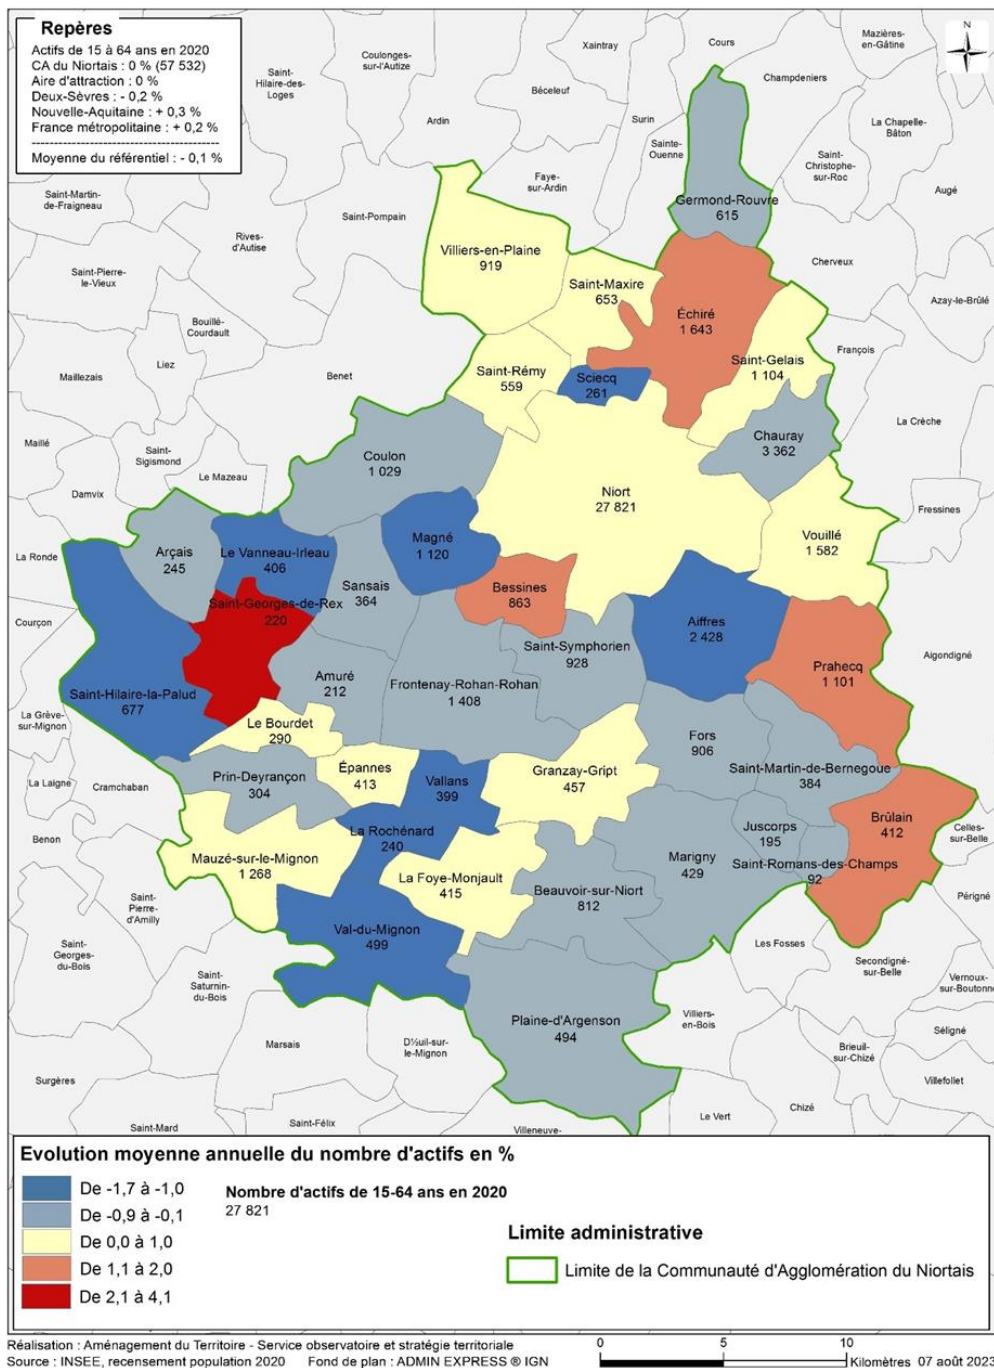 Repères
Actifs de 15 à 64 ans en 2020
CA du Niortais : 0 % (57 532)
Aire d'attraction : 0 %
Deux-Sèvres : - 0,2 %
Nouvelle-Aquitaine : + 0,3 %
France métropolitaine : + 0,2 %
Moyenne du référentiel : - 0,1 %
N
Mazières-
en-Gâtine
Xaintray
Cours
Coulonges-
sur-l'Autize
Saint-
Hilaire-des-
Loges
Béceleuf
Champdeniers
Ardin
Surin
La Chapelle-
Bâton
Sainte-
Ouenne
Saint-
Christophe-
sur-Roc
Faye-
sur-Ardin
Saint-Martin-
de-Fraigneau
Augé
Germond-Rouvre
615
Saint-Pompain
Rives-
d'Autise
Villiers-en-Plaine
919
Cherveux
Saint-Pierre-
le-Vieux
Saint-Maxire
653
Azay-le-Brûlé
Échiré
1 643
Bouillé-
Courdault
François
Saint-Gelais
1 104
Liez
Maillezais
Benet
Saint-Rémy
559
Sciecq
261
La Crèche
Chauray
3 362
Maillé
Saint-
Sigismond
Coulon
1 029
Le Mazeau
Damvix
Niort
27 821
Fressines
Vouillé
1 582
Magné
1 120
La Ronde
Arçais
245
Le Vanneau-Irleau
406
Sansais
364
Bessines
863
Saint-Georges-de-Rex
220
Courçon
Aiffres
2 428
Saint-Symphorien
928
Aigondigné
Prahecq
1 101
Amuré
212
Frontenay-Rohan-Rohan
1 408
Saint-Hilaire-la-Palud
677
La Grève-
sur-Mignon
Le Bourdet
290
Fors
906
Épannes
413
Granzay-Gript
457
Saint-Martin-de-Bernegoue
384
Prin-Deyrançon
304
Vallans
399
La Laigne
Cramchaban
Brûlain
412
Juscorps
195
La Rochénard
240
Celles-
sur-Belle
Benon
Mauzé-sur-le-Mignon
1 268
Marigny
429
Saint-Romans-des-Champs
92
La Foye-Monjault
415
Beauvoir-sur-Niort
812
Périgné
Saint-
Pierre-
d'Amilly
Val-du-Mignon
499
Saint-
Georges-
du-Bois
Les Fosses
Secondigné-
sur-Belle
Saint-
Saturnin-
du-Bois
Vernoux-
sur-Boutonne
Plaine-d'Argenson
494
Villiers-
en-Bois
Séligné
Marsais
D½uil-sur-
le-Mignon
Brieuil-
sur-Chizé
Surgères
Villefollet
Chizé
Le Vert
Saint-Mard
Saint-Félix
Villeneuve-
Evolution moyenne annuelle du nombre d'actifs en %
De -1,7 à -1,0
De -0,9 à -0,1
De 0,0 à 1,0
De 1,1 à 2,0
De 2,1 à 4,1
Nombre d'actifs de 15-64 ans en 2020
27 821
Limite administrative
Limite de la Communauté d'Agglomération du Niortais
Réalisation : Aménagement du Territoire - Service observatoire et stratégie territoriale
Source : INSEE, recensement population 2020 Fond de plan : ADMIN EXPRESS ® IGN
0 5 10
Kilomètres 07 août 2023